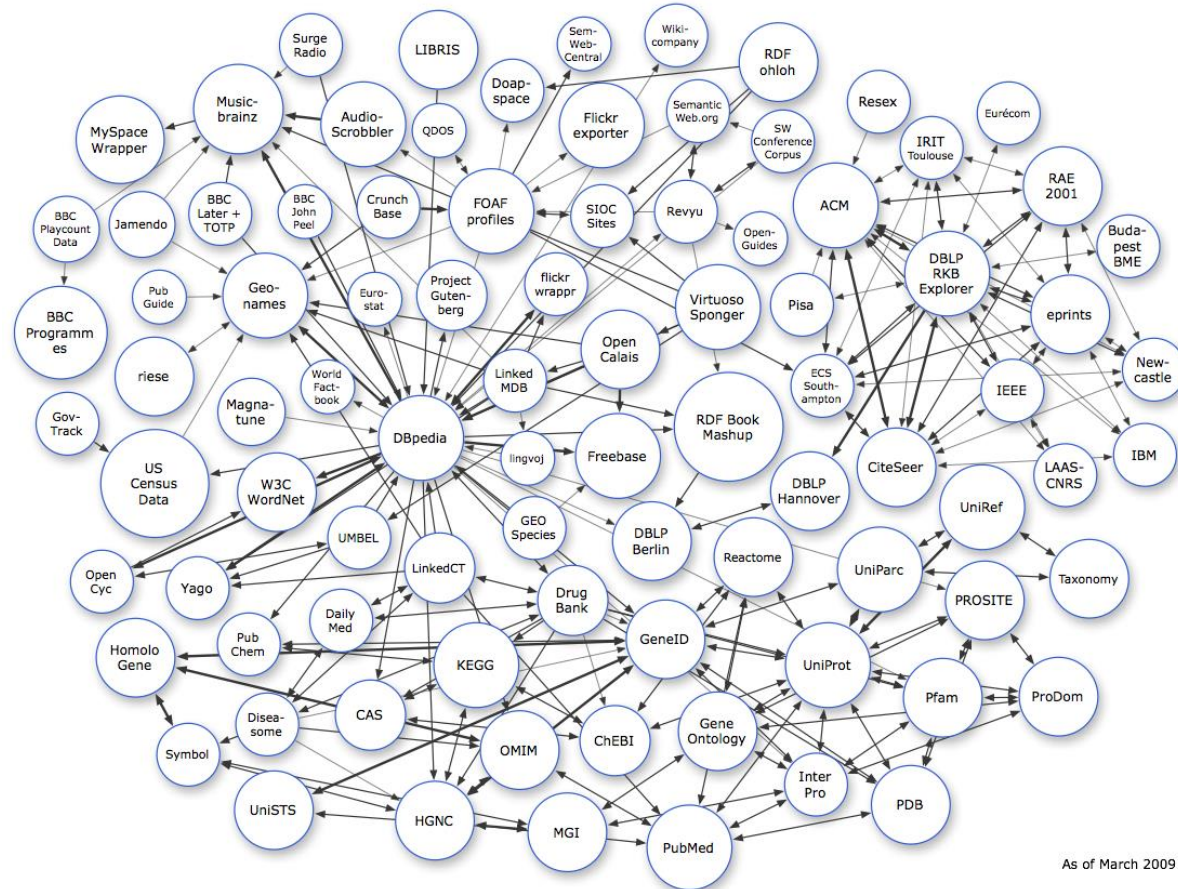 Surge
Radio
LIBRIS
Sem-
Web-
Central
Wiki-
company
RDF
ohloh
Doap-
space
Music-
brainz
Audio-
Scrobbler
MySpace
Wrapper
QDOS
Flickr
exporter
Semantic
Web.org
SW
Conference
Corpus
Resex
Eurécom
IRIT
Toulouse
RAE
2001
ACM
BBC
Playcount
Data
Jamendo
BBC
Later +
TOTP
BBC
John
Peel
Crunch
Base
FOAF
profiles
SIOC
Sites
Revyu
Open-
Guides
DBLP
RKB
Explorer
Buda-
pest
BME
Pub
Guide
Geo-
names
Euro-
stat
Project
Guten-
berg
flickr
wrappr
Virtuoso
Sponger
Pisa
eprints
BBC
Programm
es
riese
World
Fact-
book
Linked
MDB
Open
Calais
ECS
South-
ampton
IEEE
New-
castle
Gov-
Track
Magna-
tune
DBpedia
RDF Book
Mashup
US
Census
Data
W3C
WordNet
lingvoj
Freebase
DBLP
Hannover
CiteSeer
LAAS-
CNRS
IBM
UMBEL
GEO
Species
DBLP
Berlin
UniRef
Open
Cyc
Yago
LinkedCT
Reactome
UniParc
Taxonomy
Daily
Med
Drug
Bank
PROSITE
Homolo
Gene
Pub
Chem
KEGG
GeneID
UniProt
Pfam
ProDom
Disea-
some
CAS
Symbol
OMIM
ChEBI
Gene
Ontology
Inter
Pro
UniSTS
HGNC
MGI
PubMed
PDB
As of March 2009